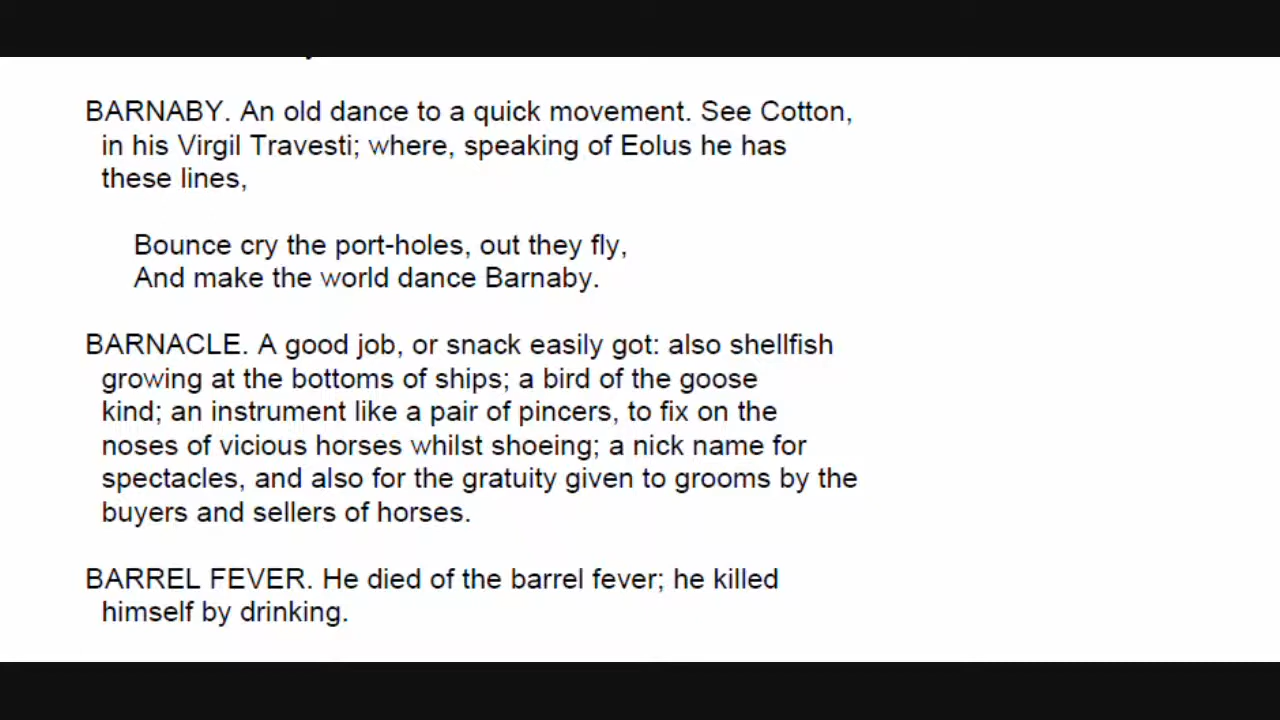 BARNABY. An old dance to a quick movement. See Cotton,
in his Virgil Travesti; where, speaking of Eolus he has
these lines,
Bounce cry the port-holes, out they fly,
And make the world dance Barnaby.
BARNACLE. A good job, or snack easily got: also shellfish
growing at the bottoms of ships; a bird of the goose
kind; an instrument like a pair of pincers, to fix on the
noses of vicious horses whilst shoeing; a nick name for
spectacles, and also for the gratuity given to grooms by the
buyers and sellers of horses.
BARREL FEVER. He died of the barrel fever; he killed
himself by drinking.